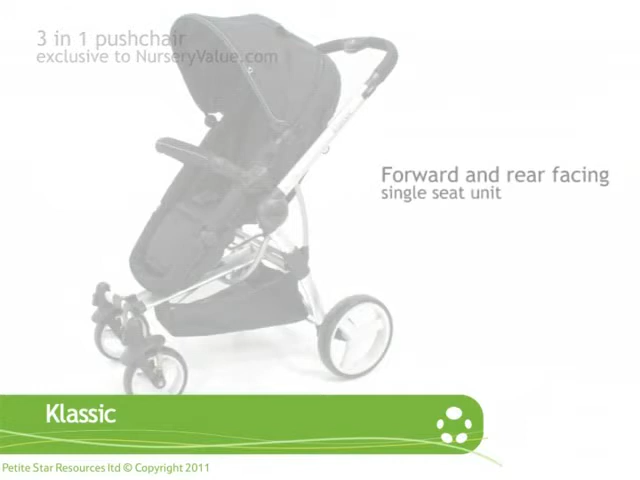 3 in 1 pushchair
exclusive to NurseryValue.com
Forward and rear facing
single seat unit
Klassic
Petite Star Resources ltd © Copyright 2011